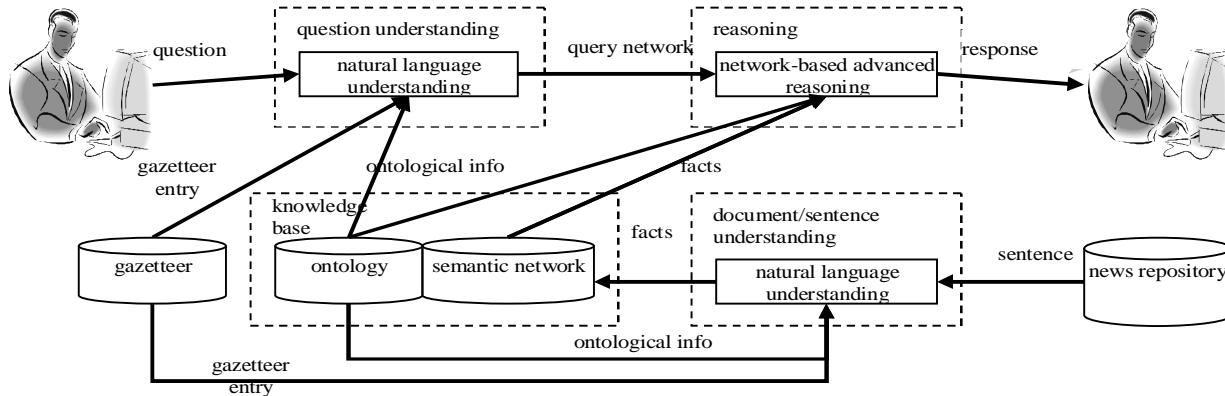 question
question understanding
natural language
understanding
query network
reasoning
network-based advanced
reasoning
response
gazetteer
entry
ontological info
facts
knowledge
base
gazetteer
ontology
semantic network
facts
document/sentence
understanding
natural language
understanding
sentence
news repository
ontological info
gazetteer
entry